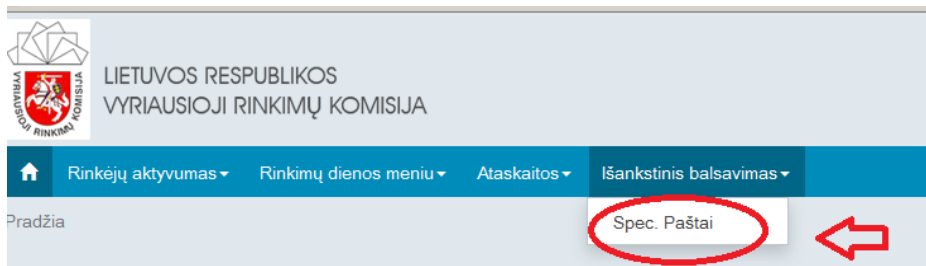 VYRIAUSIOJI RINKIMŲ KOMISIJA
LIETUVOS RESPUBLIKOS
VYRIAUSIOJI RINKIMŲ KOMISIJA
Rinkėjų aktyvumas Rinkimų dienos meniu Ataskaitos Išankstinis balsavimas
Pradžia
Spec. Paštai